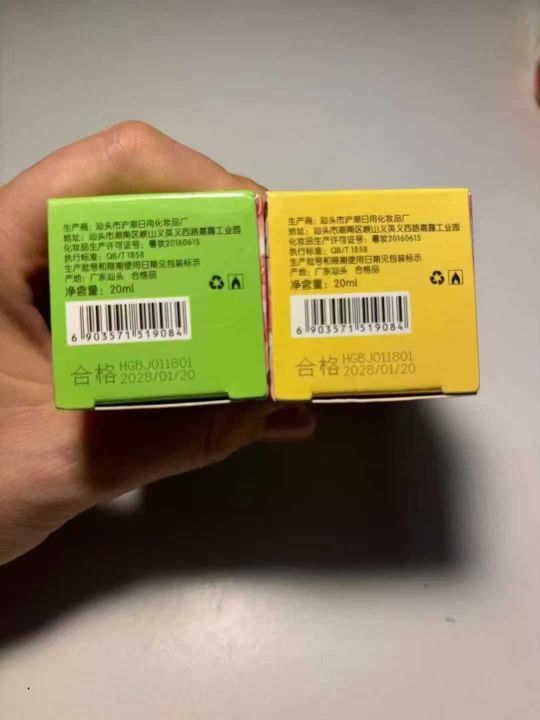 生产商：汕头市沪潮日用化妆品厂
地址：汕头市潮南区峡山义英义西路嘉露工业园
化妆品生产许可证号：粤妆20160615
执行标准：QB/T 1858
生产批号和限期使用日期见包装标示
产地：广东汕头 合格品
净含量：20ml
6 903571 519084
合格 HGBJ011801
2028/01/20
生产商：汕头市沪潮日用化妆品厂
地址：汕头市潮南区峡山义英义西路嘉露工业园
化妆品生产许可证号：粤妆20160615
执行标准：QB/T 1858
生产批号和限期使用日期见包装标示
产地：广东汕头 合格品
净含量：20ml
6 903571 519084
合格 HGBJ011801
2028/01/20